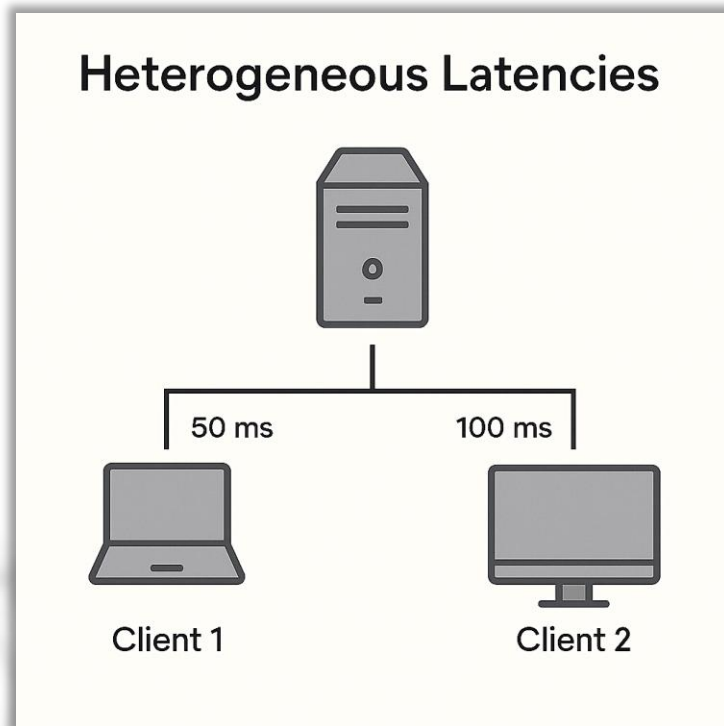 Heterogeneous Latencies
50 ms
100 ms
Client 1
Client 2